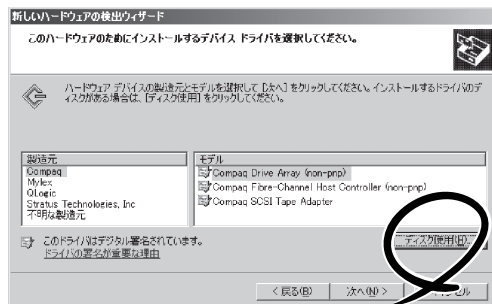 新しいハードウェアの検出ウィザード
このハードウェアのためにインストールするデバイス ドライバを選択してください。
ハードウェア デバイスの製造元とモデルを選択して [次へ] をクリックしてください。インストールするドライバのディスクがある場合は、[ディスク使用] をクリックしてください。
製造元
Compaq
Mylex
QLogic
Stratus Technologies, Inc
不明な製造元
モデル
Compaq Drive Array (non-pnp)
Compaq Fibre-Channel Host Controller (non-pnp)
Compaq SCSI Tape Adapter
このドライバはデジタル署名されています。
ドライバの署名が重要な理由
ディスク使用(H)...
< 戻る(B)
次へ(N) >